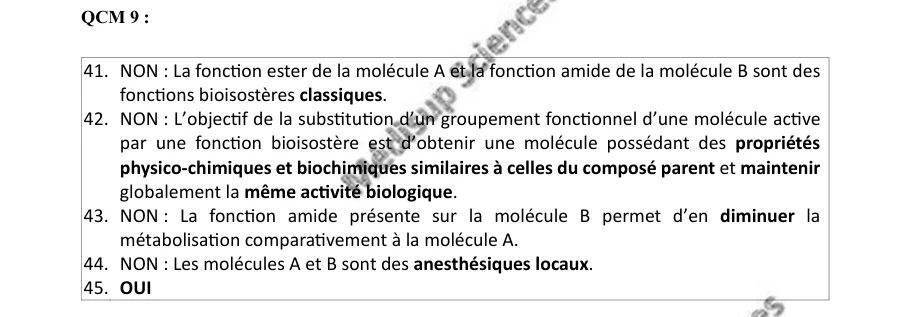 QCM 9 :
41. NON : La fonction ester de la molécule A et la fonction amide de la molécule B sont des
fonctions bioisostères classiques.
42. NON : L'objectif de la substitution d'un groupement fonctionnel d'une molécule active
par une fonction bioisostère est d'obtenir une molécule possédant des propriétés
physico-chimiques et biochimiques similaires à celles du composé parent et maintenir
globalement la même activité biologique.
43. NON : La fonction amide présente sur la molécule B permet d'en diminuer la
métabolisation comparativement à la molécule A.
44. NON : Les molécules A et B sont des anesthésiques locaux.
45. OUI
Medisup Sciences